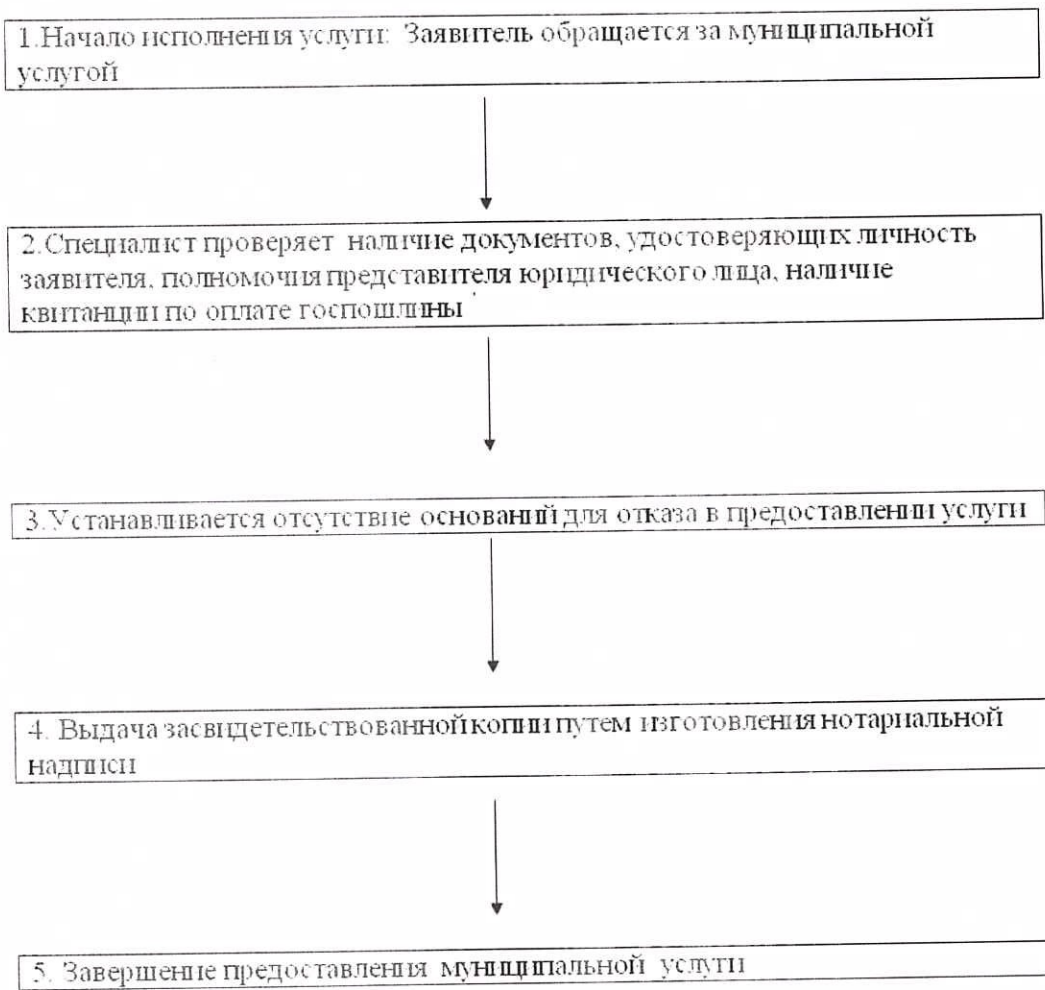 1.Начало исполнения услуги: Заявитель обращается за муниципальной
услугой
2.Специалист проверяет наличие документов, удостоверяющих личность
заявителя, полномочия представителя юридического лица, наличие
квитанции по оплате госпошлины
3.Устанавливается отсутствие оснований для отказа в предоставлении услуги
4. Выдача засвидетельствованной копии путем изготовления нотариальной
надписи
5. Завершение предоставления муниципальной услуги